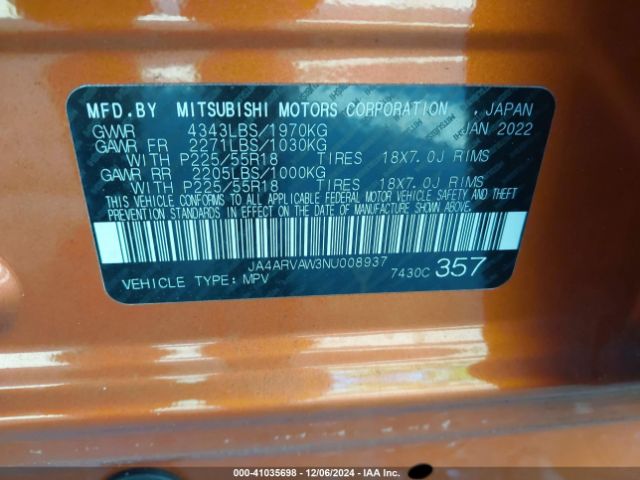 MFD.BY MITSUBISHI MOTORS CORPORATION , JAPAN
GVWR 4343LBS/1970KG JAN 2022
GAWR FR 2271LBS/1030KG
WITH P225/55R18 TIRES 18X7.0J RIMS
GAWR RR 2205LBS/1000KG
WITH P225/55R18 TIRES 18X7.0J RIMS
THIS VEHICLE CONFORMS TO ALL APPLICABLE FEDERAL MOTOR VEHICLE SAFETY AND THEFT
PREVENTION STANDARDS IN EFFECT ON THE DATE OF MANUFACTURE SHOWN ABOVE.
JA4ARVAW3NU008937
VEHICLE TYPE: MPV 7430C 357
000-41035698 - 12/06/2024 - IAA Inc.